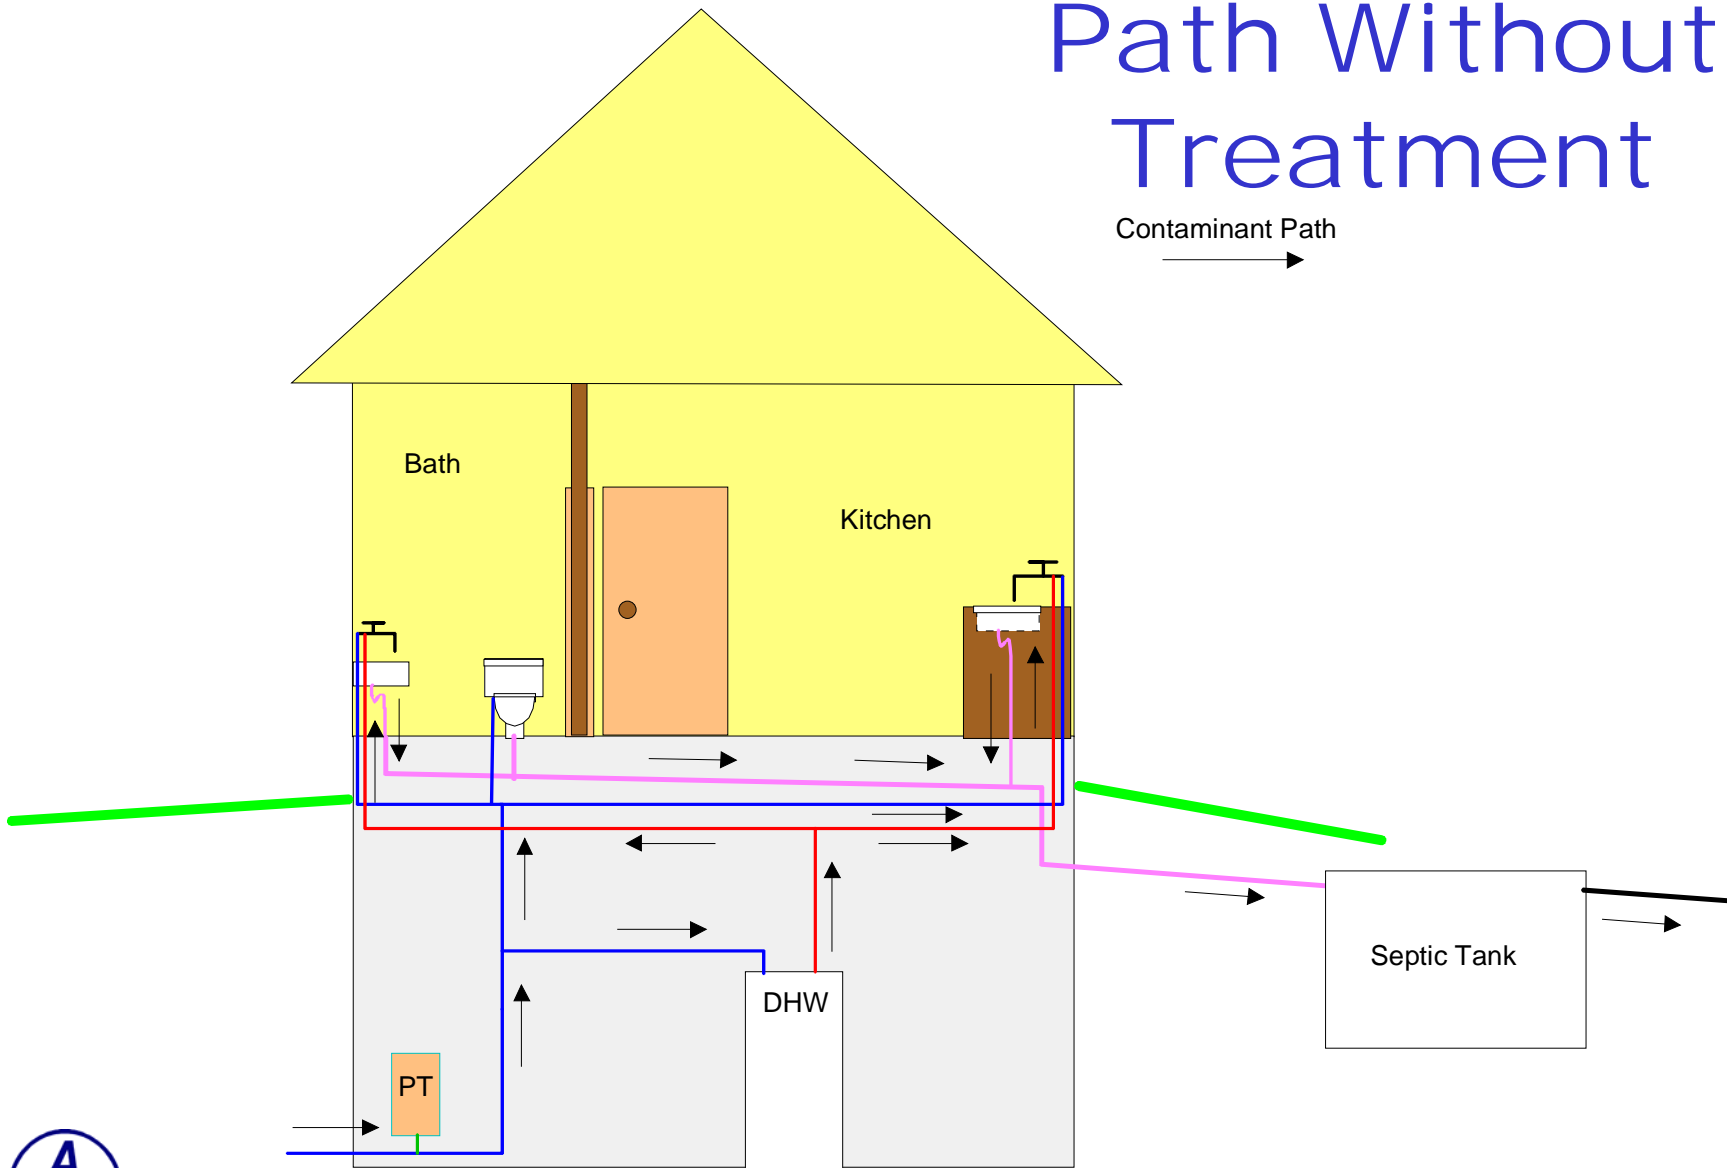 Path Without
Treatment
Contaminant Path
Bath
Kitchen
Septic Tank
DHW
PT
A